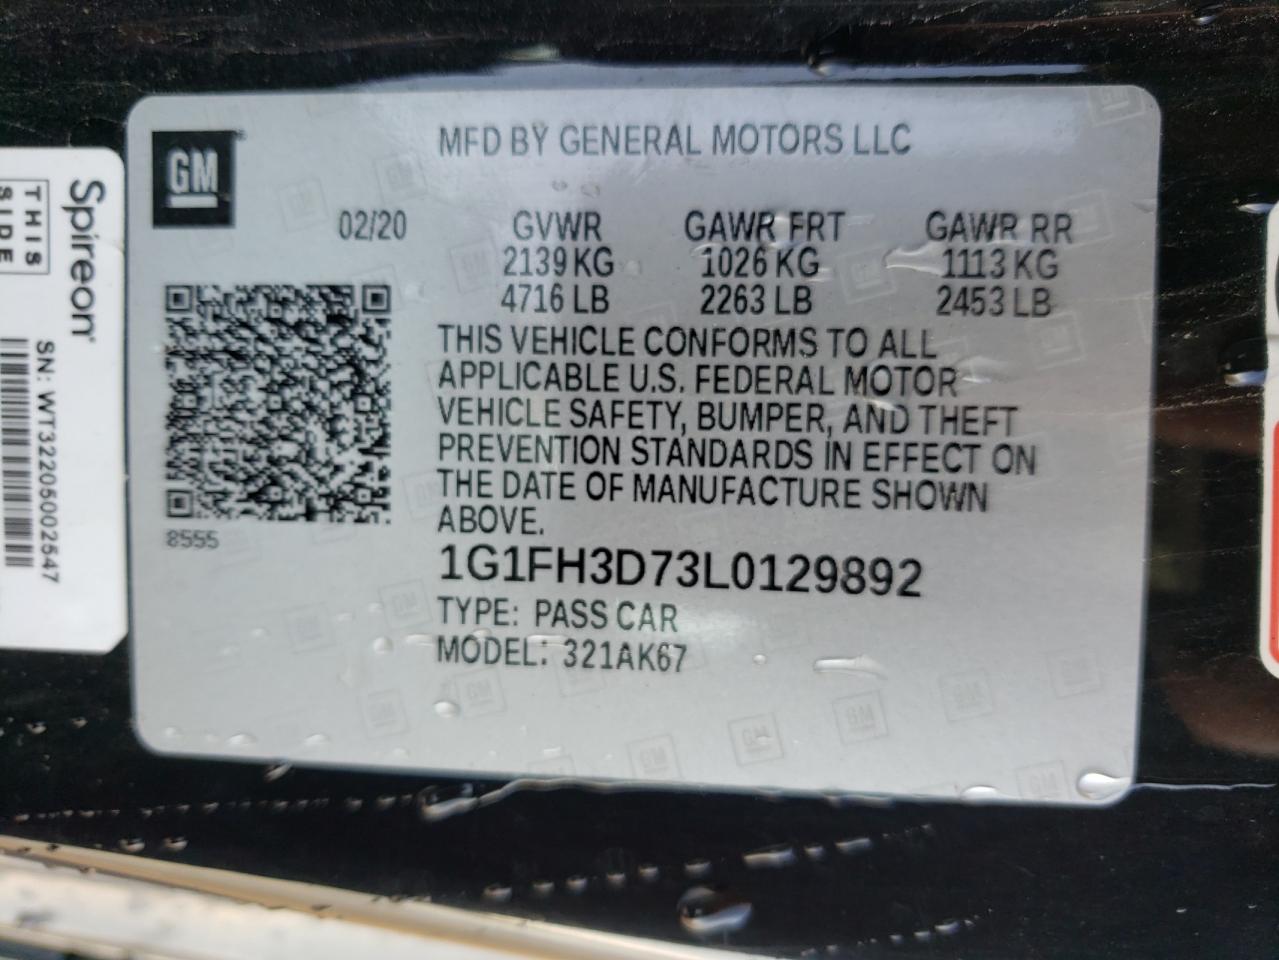 GM
MFD BY GENERAL MOTORS LLC
02/20 GVWR GAWR FRT GAWR RR
2139 KG 1026 KG 1113 KG
4716 LB 2263 LB 2453 LB
THIS VEHICLE CONFORMS TO ALL
APPLICABLE U.S. FEDERAL MOTOR
VEHICLE SAFETY, BUMPER, AND THEFT
PREVENTION STANDARDS IN EFFECT ON
THE DATE OF MANUFACTURE SHOWN
ABOVE.
8555
1G1FH3D73L0129892
TYPE: PASS CAR
MODEL: 321AK67
Spireon
THIS
SIDE
SN: WT3220500 2547